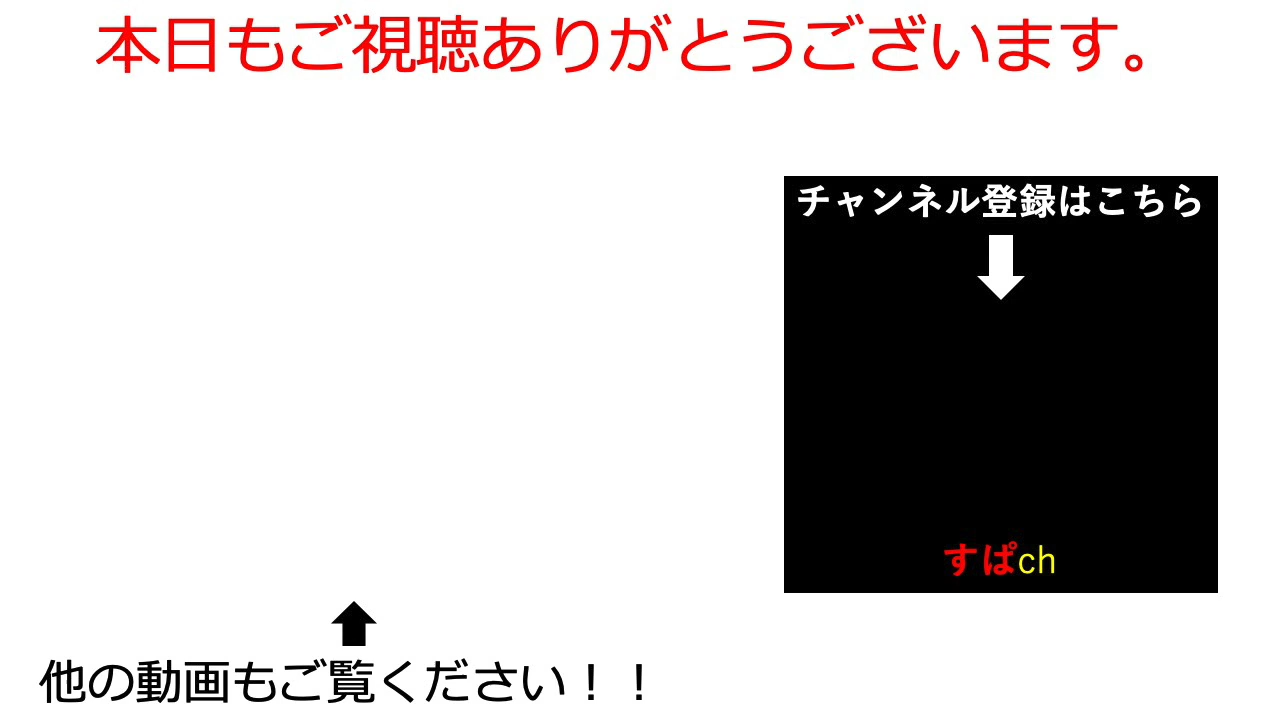 本日もご視聴ありがとうございます。
チャンネル登録はこちら
すぱch
他の動画もご覧ください！！